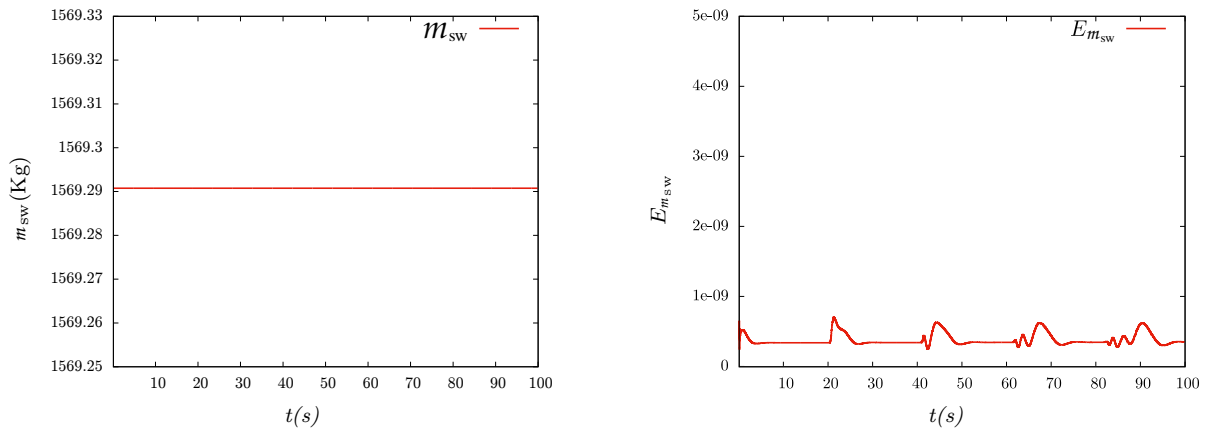 1569.33
1569.32
1569.31
1569.3
1569.29
1569.28
1569.27
1569.26
1569.25
m_sw (Kg)
m_sw
10 20 30 40 50 60 70 80 90 100
t(s)
5e-09
4e-09
3e-09
2e-09
1e-09
0
E_m_sw
E_m_sw
10 20 30 40 50 60 70 80 90 100
t(s)